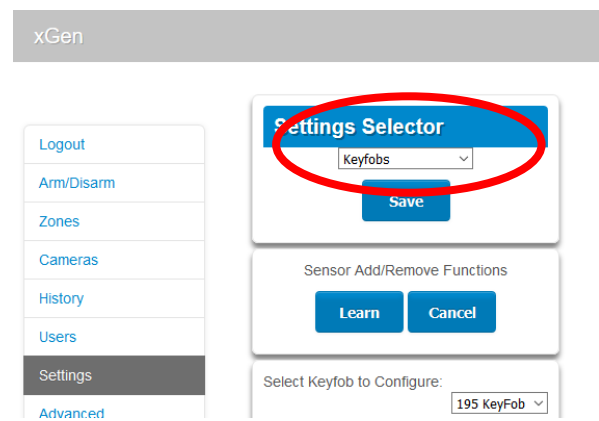 xGen
Logout
Arm/Disarm
Zones
Cameras
History
Users
Settings
Advanced
Settings Selector
Keyfobs
Save
Sensor Add/Remove Functions
Learn Cancel
Select Keyfob to Configure:
195 KeyFob